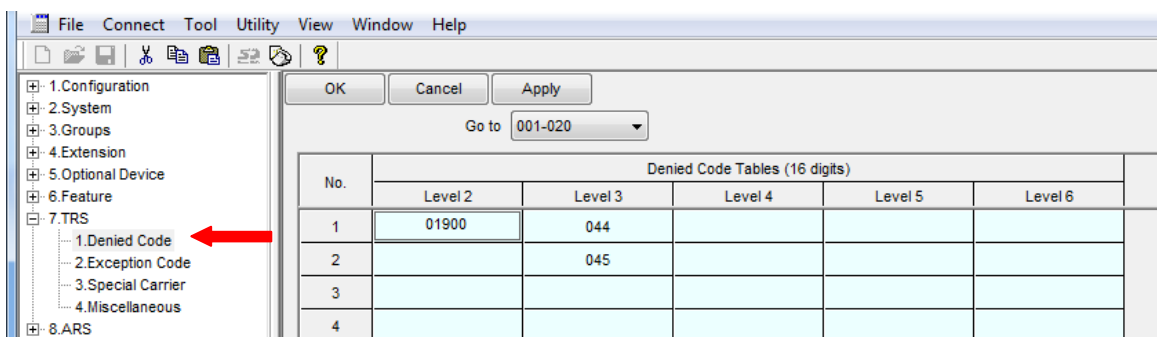 File Connect Tool Utility View Window Help
1.Configuration
2.System
3.Groups
4.Extension
5.Optional Device
6.Feature
7.TRS
1.Denied Code
2.Exception Code
3.Special Carrier
4.Miscellaneous
8.ARS
OK Cancel Apply
Go to 001-020
No. Denied Code Tables (16 digits)
Level 2 Level 3 Level 4 Level 5 Level 6
1 01900 044
2 045
3
4